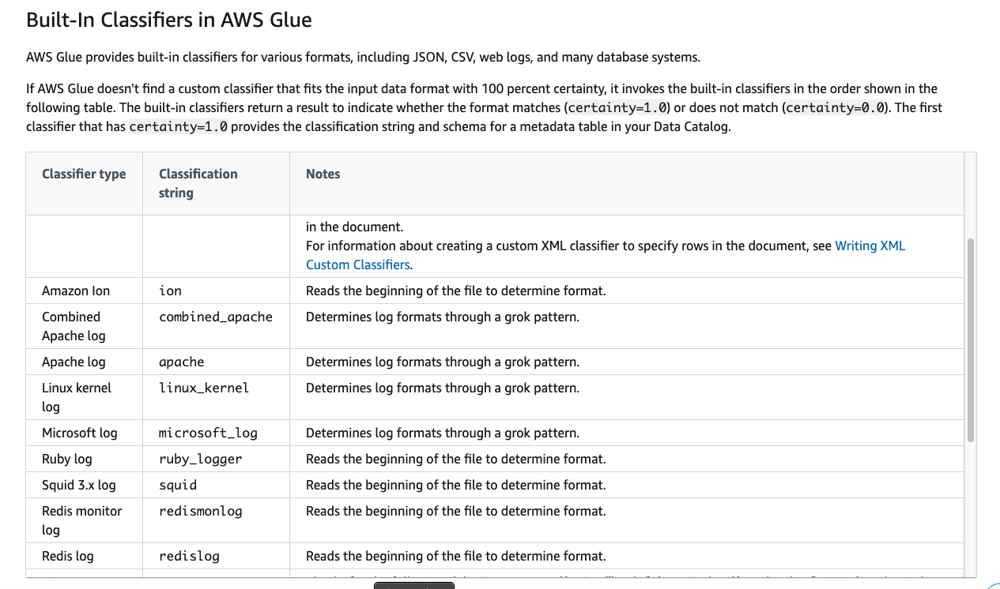 Built-In Classifiers in AWS Glue
AWS Glue provides built-in classifiers for various formats, including JSON, CSV, web logs, and many database systems.
If AWS Glue doesn't find a custom classifier that fits the input data format with 100 percent certainty, it invokes the built-in classifiers in the order shown in the
following table. The built-in classifiers return a result to indicate whether the format matches (certainty=1.0) or does not match (certainty=0.0). The first
classifier that has certainty=1.0 provides the classification string and schema for a metadata table in your Data Catalog.
Classifier type Classification Notes
string
in the document.
For information about creating a custom XML classifier to specify rows in the document, see Writing XML
Custom Classifiers.
Amazon Ion ion Reads the beginning of the file to determine format.
Combined combined_apache Determines log formats through a grok pattern.
Apache log
Apache log apache Determines log formats through a grok pattern.
Linux kernel linux_kernel Determines log formats through a grok pattern.
log
Microsoft log microsoft_log Determines log formats through a grok pattern.
Ruby log ruby_logger Reads the beginning of the file to determine format.
Squid 3.x log squid Reads the beginning of the file to determine format.
Redis monitor redismonlog Reads the beginning of the file to determine format.
log
Redis log redislog Reads the beginning of the file to determine format.